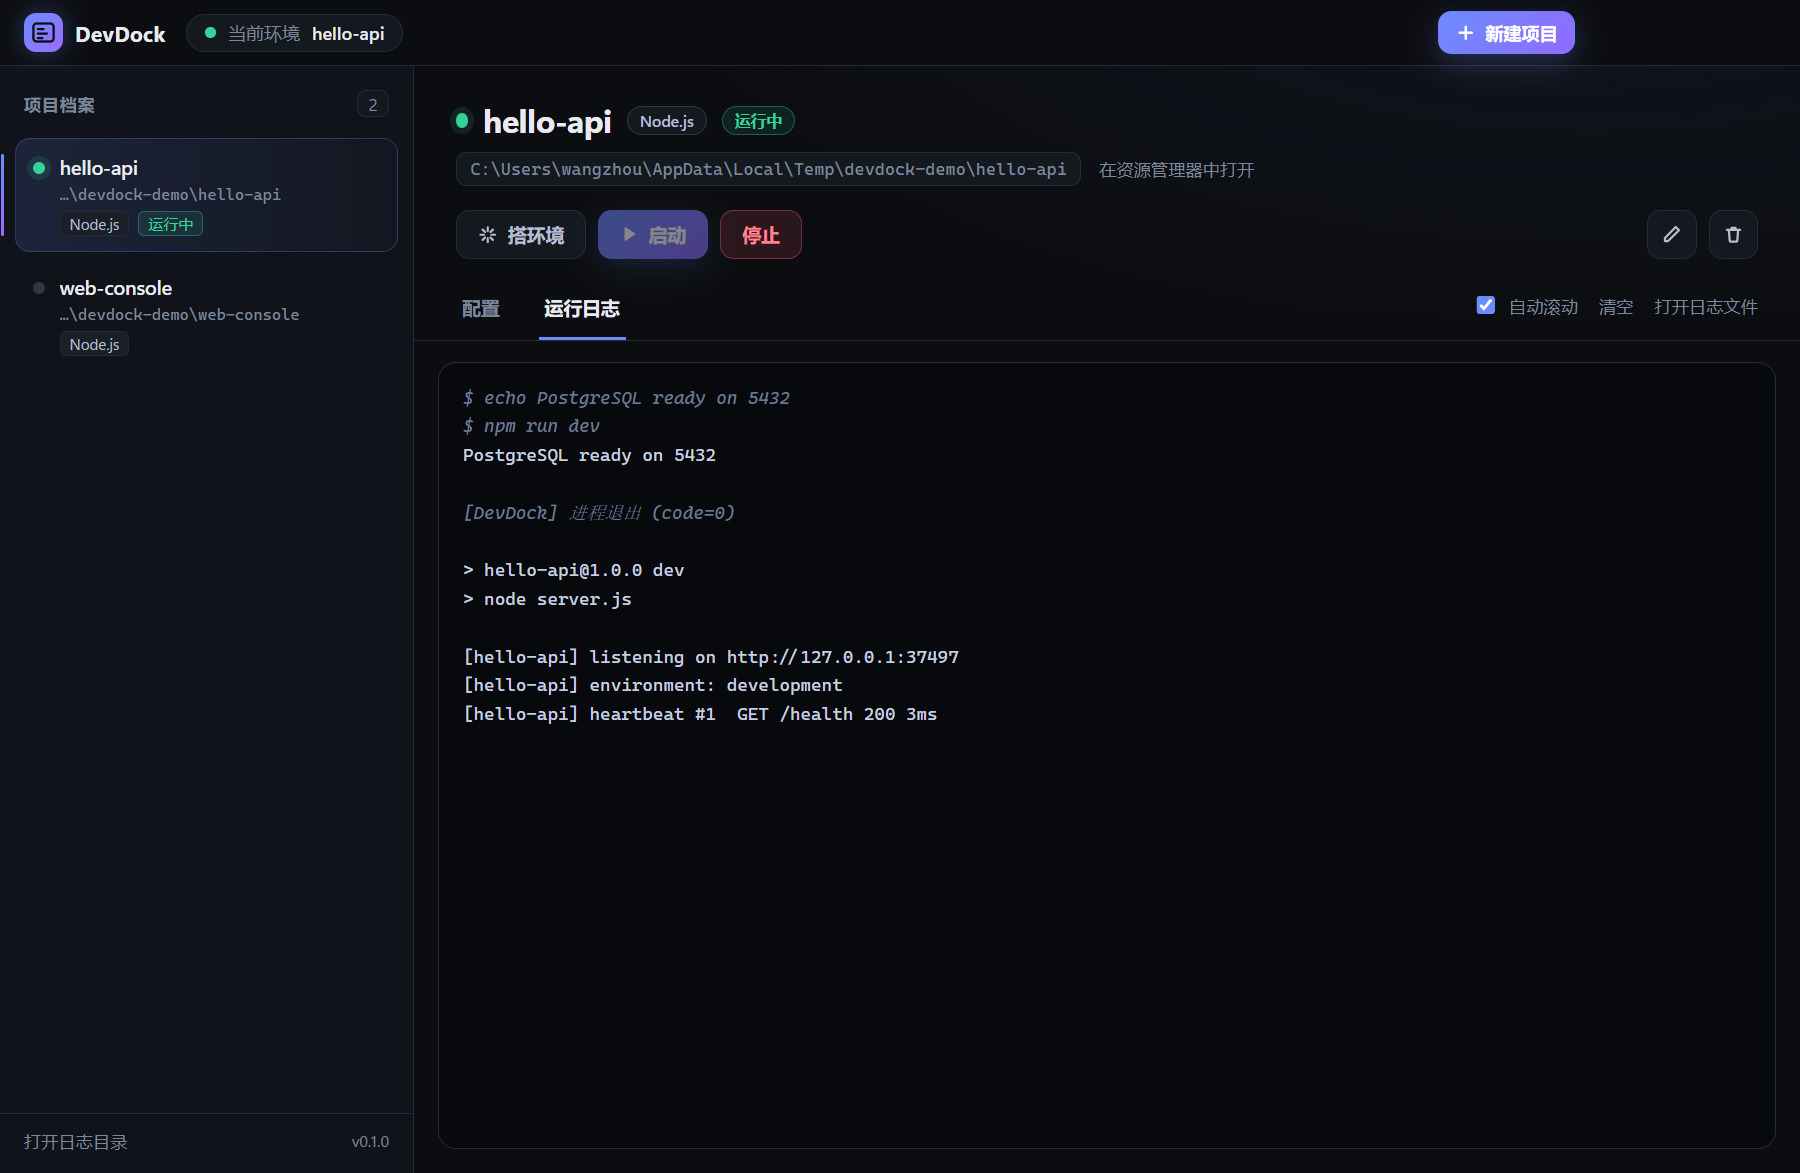 DevDock
当前环境 hello-api
新建项目
项目档案
2
hello-api
…\devdock-demo\hello-api
Node.js
运行中
web-console
…\devdock-demo\web-console
Node.js
打开日志目录
v0.1.0
hello-api
Node.js
运行中
C:\Users\wangzhou\AppData\Local\Temp\devdock-demo\hello-api
在资源管理器中打开
搭环境
启动
停止
配置
运行日志
自动滚动
清空
打开日志文件
$ echo PostgreSQL ready on 5432
$ npm run dev
PostgreSQL ready on 5432
[DevDock] 进程退出 (code=0)
> hello-api@1.0.0 dev
> node server.js
[hello-api] listening on http://127.0.0.1:37497
[hello-api] environment: development
[hello-api] heartbeat #1  GET /health 200 3ms